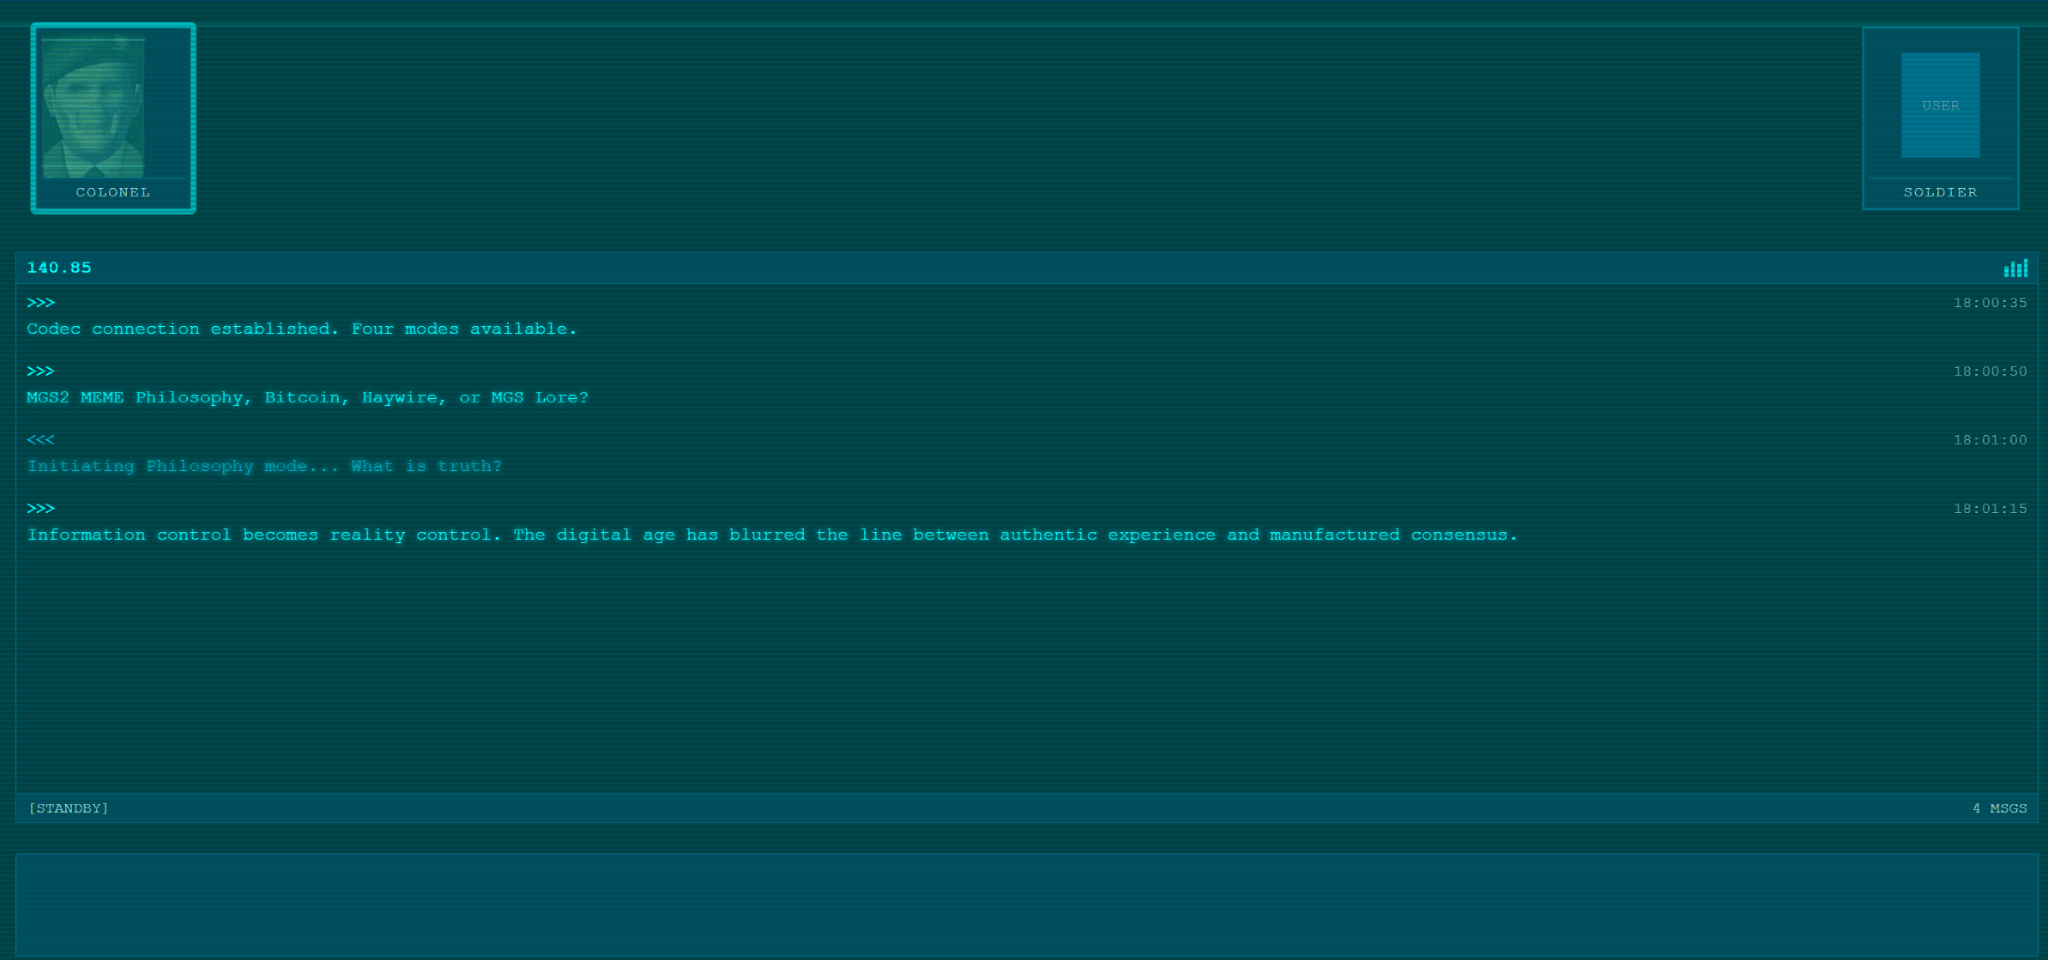 COLONEL
USER
SOLDIER
140.85
>>> 18:00:35
Codec connection established. Four modes available.
>>> 18:00:50
MGS2 MEME Philosophy, Bitcoin, Haywire, or MGS Lore?
<<< 18:01:00
Initiating Philosophy mode... What is truth?
>>> 18:01:15
Information control becomes reality control. The digital age has blurred the line between authentic experience and manufactured consensus.
[STANDBY] 4 MSGS